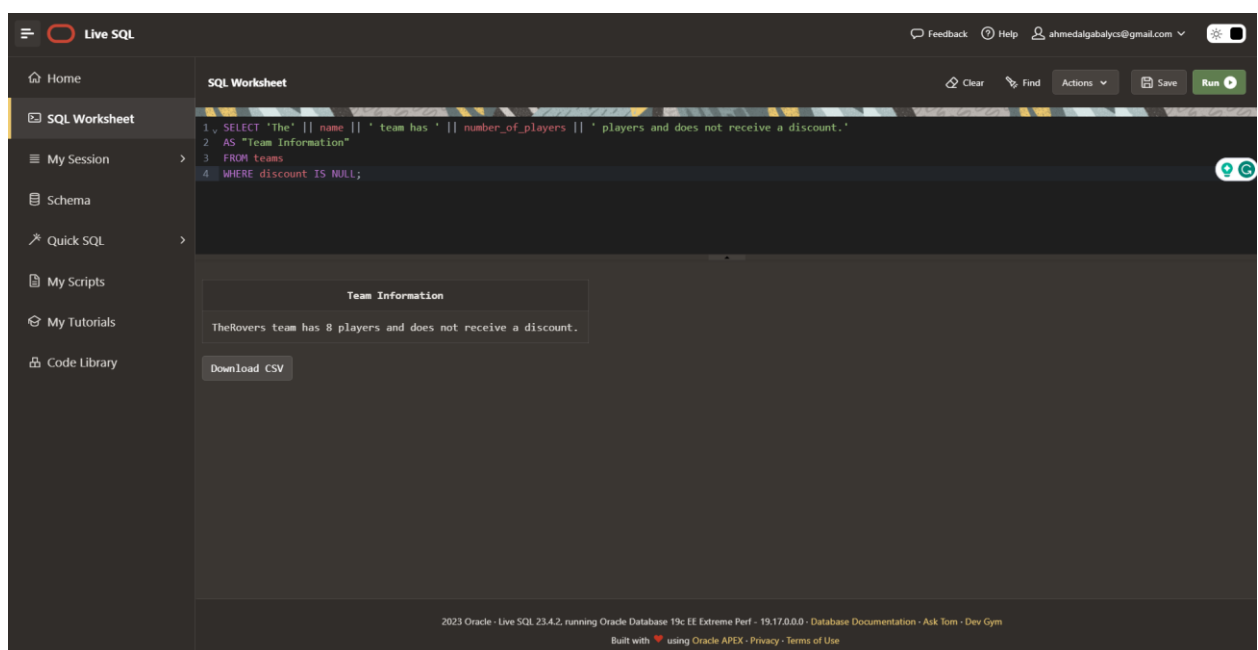 Live SQL
Feedback Help ahmedalgabalycs@gmail.com
Home
SQL Worksheet
My Session
Schema
Quick SQL
My Scripts
My Tutorials
Code Library
SQL Worksheet
Clear Find Actions Save Run
1 SELECT 'The' || name || ' team has ' || number_of_players || ' players and does not receive a discount.'
2 AS "Team Information"
3 FROM teams
4 WHERE discount IS NULL;
Team Information
TheRovers team has 8 players and does not receive a discount.
Download CSV
2023 Oracle · Live SQL 23.4.2, running Oracle Database 19c EE Extreme Perf - 19.17.0.0.0 · Database Documentation · Ask Tom · Dev Gym
Built with ❤ using Oracle APEX · Privacy · Terms of Use